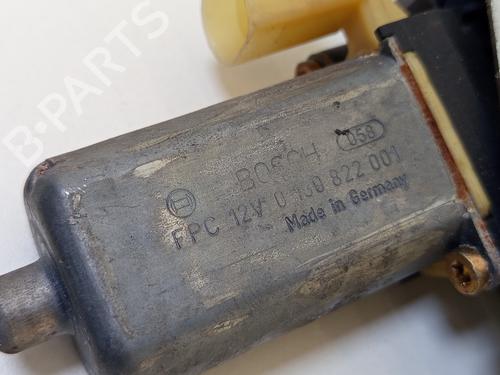 BOSCH 058
FPC 12V 0 130 822 001
Made in Germany
B-PARTS